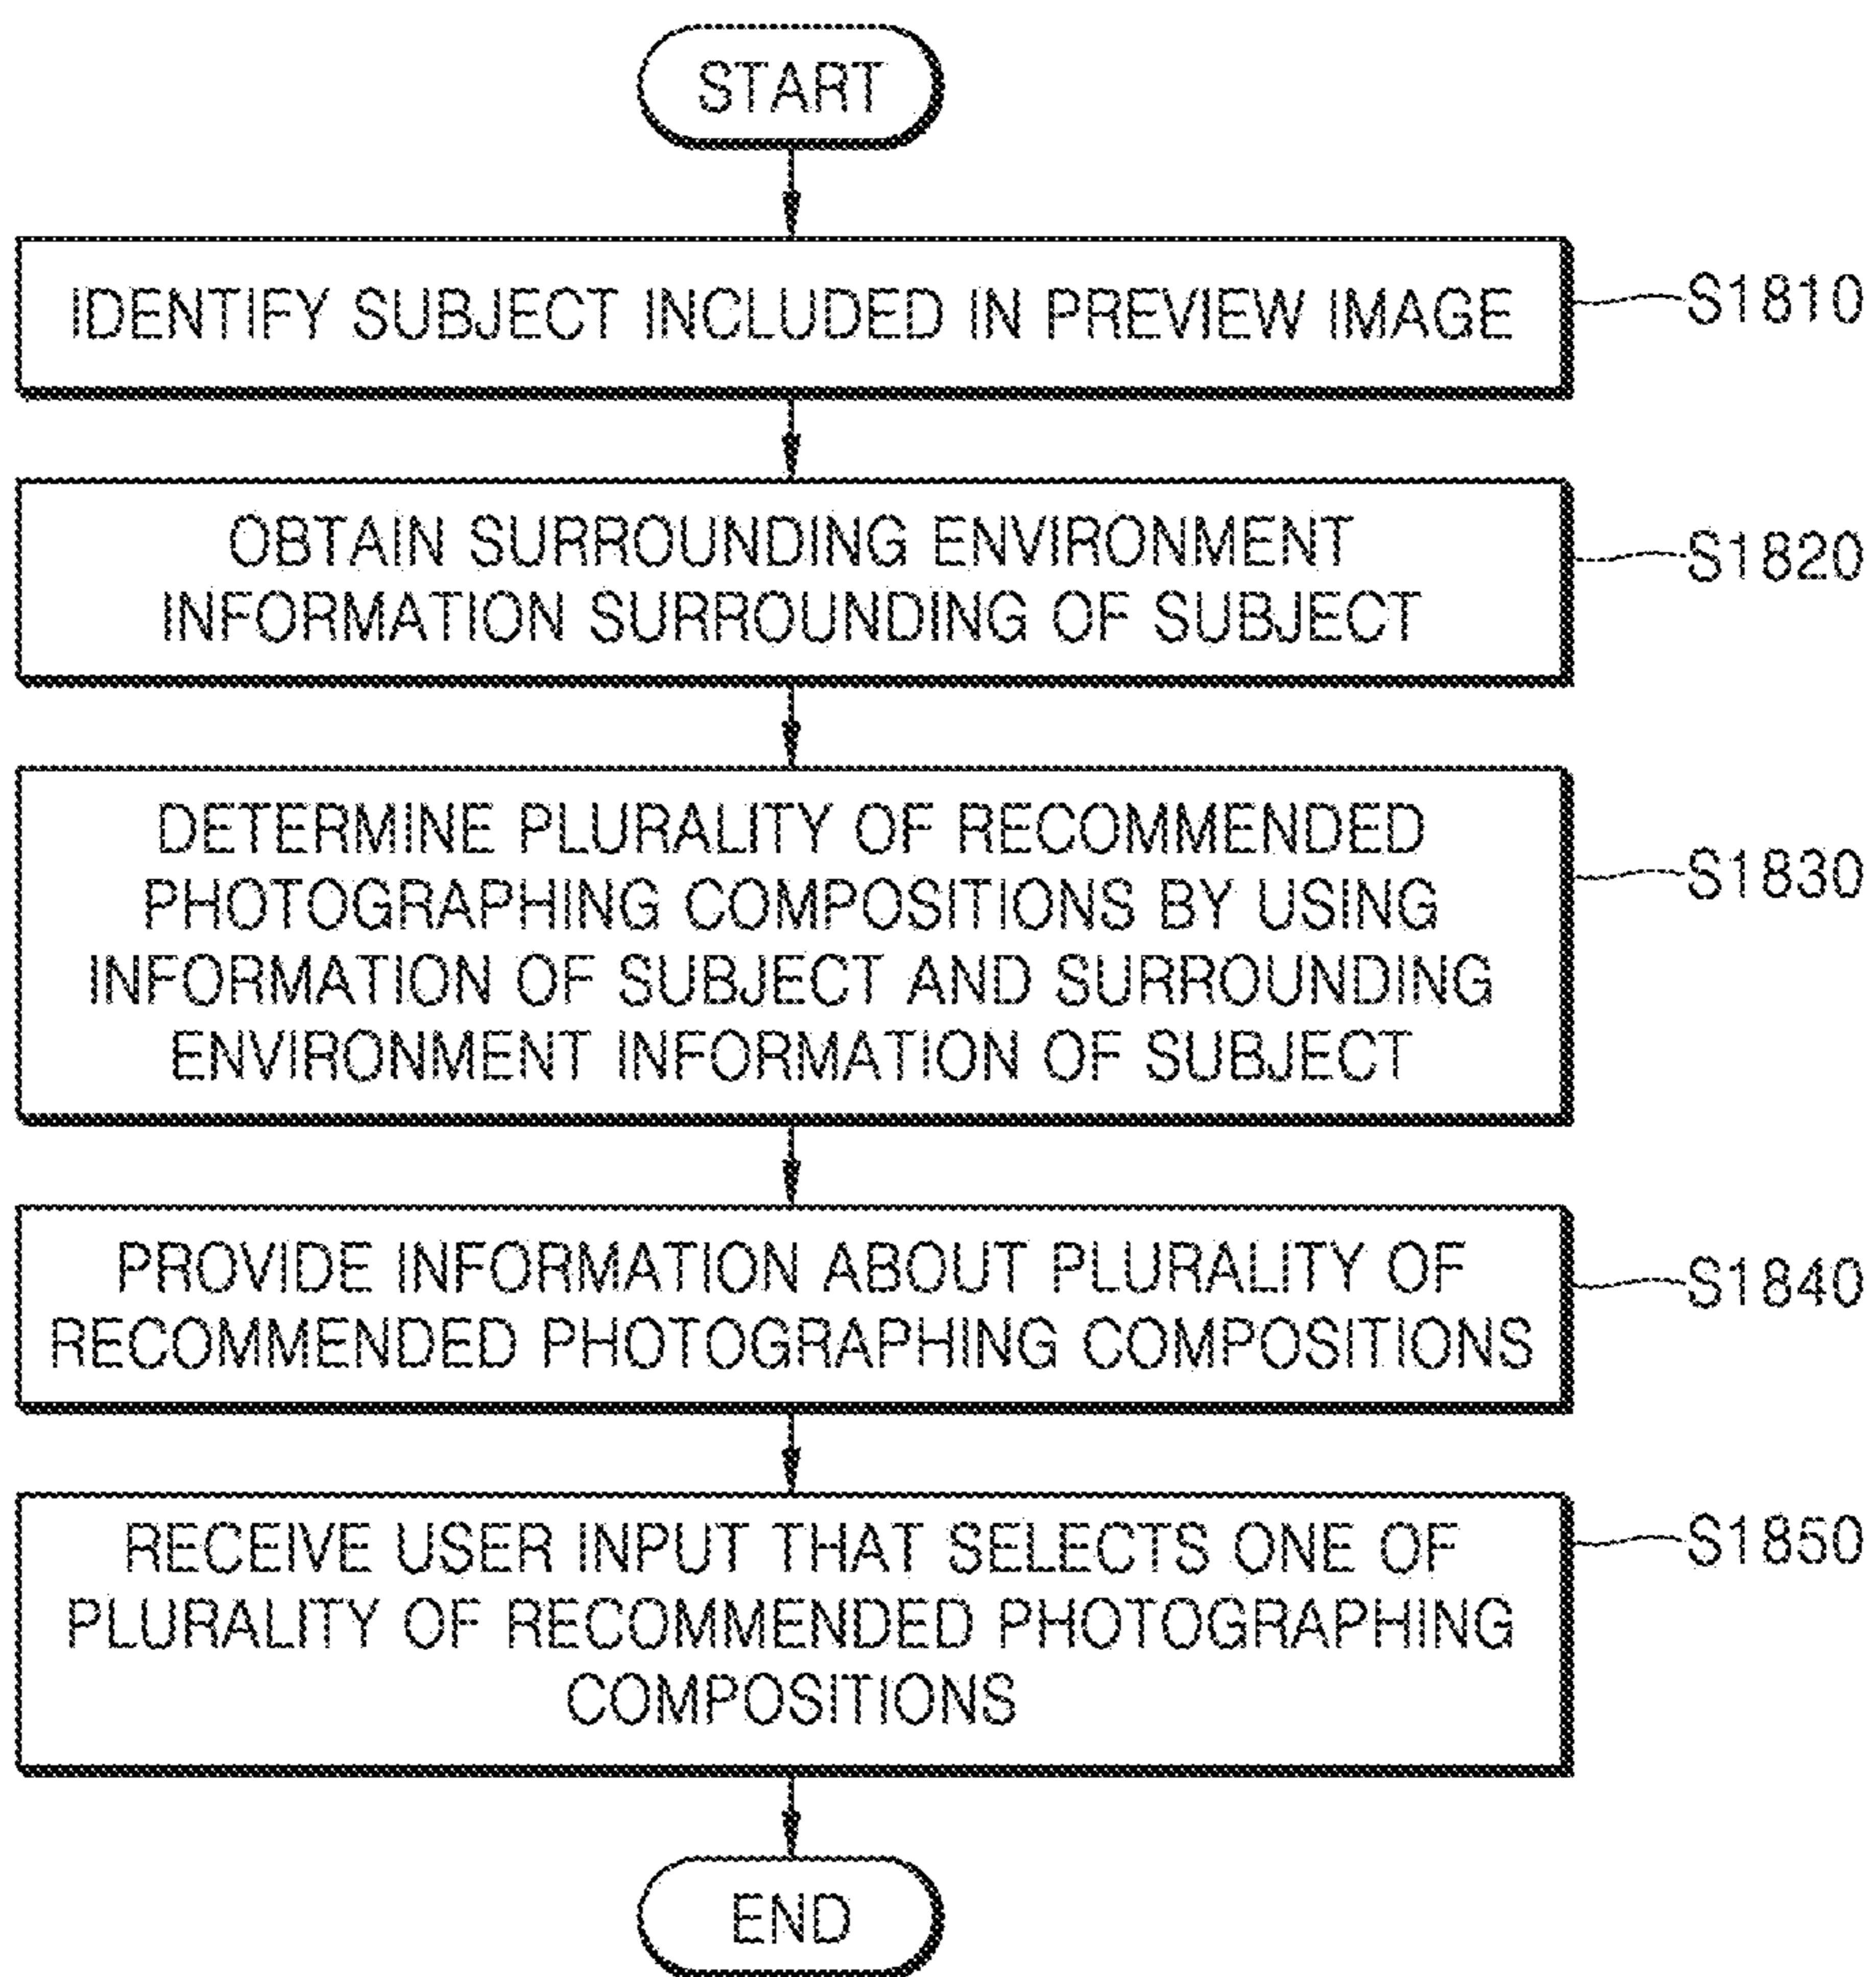 START
IDENTIFY SUBJECT INCLUDED IN PREVIEW IMAGE
S1810
OBTAIN SURROUNDING ENVIRONMENT
INFORMATION SURROUNDING OF SUBJECT
S1820
DETERMINE PLURALITY OF RECOMMENDED
PHOTOGRAPHING COMPOSITIONS BY USING
INFORMATION OF SUBJECT AND SURROUNDING
ENVIRONMENT INFORMATION OF SUBJECT
S1830
PROVIDE INFORMATION ABOUT PLURALITY OF
RECOMMENDED PHOTOGRAPHING COMPOSITIONS
S1840
RECEIVE USER INPUT THAT SELECTS ONE OF
PLURALITY OF RECOMMENDED PHOTOGRAPHING
COMPOSITIONS
S1850
END